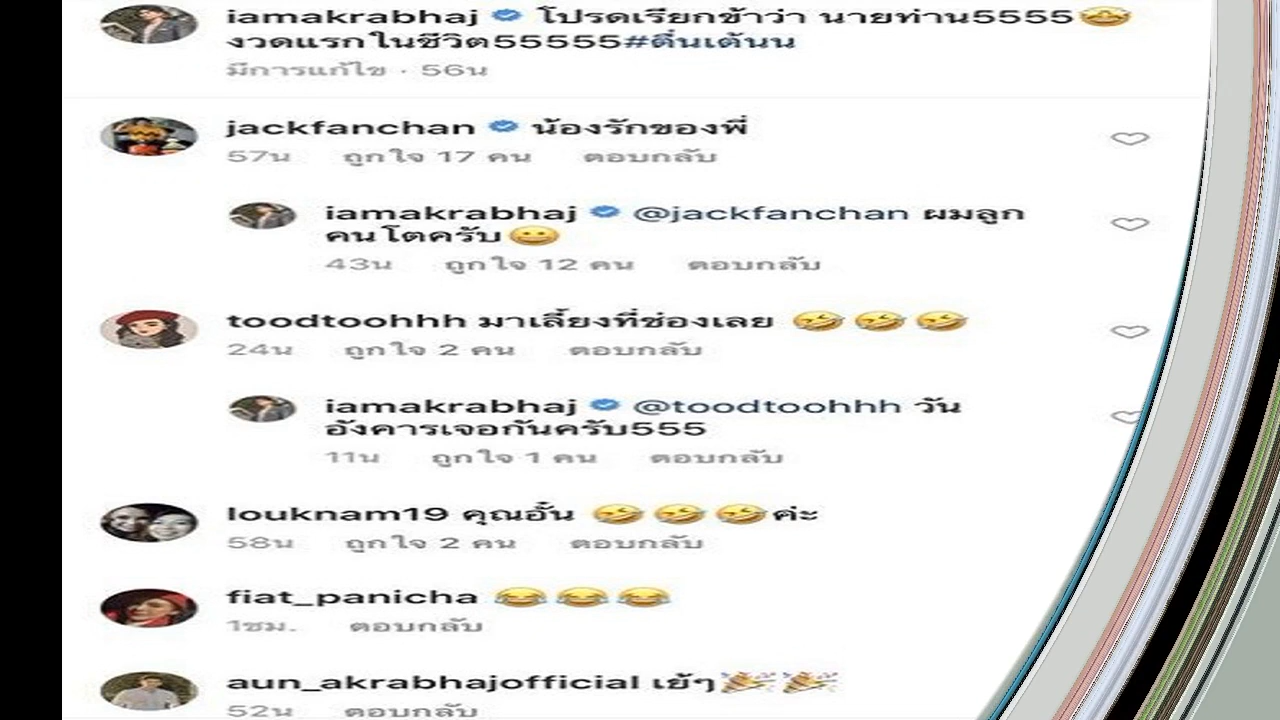 iamakrabhaj โปรดเรียกข้าว่า นายท่าน5555🤩
งวดแรกในชีวิต55555#ตื่นเต้นน
มีการแก้ไข · 56น
jackfanchan น้องรักของพี่
57น ถูกใจ 17 คน ตอบกลับ
iamakrabhaj @jackfanchan ผมลูก
คนโตครับ😀
43น ถูกใจ 12 คน ตอบกลับ
toodtoohhh มาเลี้ยงที่ช่องเลย 🤣🤣🤣
24น ถูกใจ 2 คน ตอบกลับ
iamakrabhaj @toodtoohhh วัน
อังคารเจอกันครับ555
11น ถูกใจ 1 คน ตอบกลับ
louknam19 คุณอั๋น 🤣🤣🤣ค่ะ
58น ถูกใจ 2 คน ตอบกลับ
fiat_panicha 😂😂😂
1ชม. ตอบกลับ
aun_akrabhajofficial เย้ๆ🎉🎉
52น ตอบกลับ